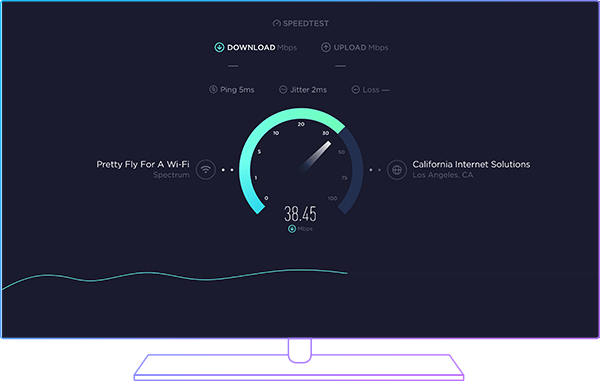 SPEEDTEST
DOWNLOAD Mbps UPLOAD Mbps
— —
Ping 5ms Jitter 2ms Loss —
20
10 30
5 50
1 75
0 100
Pretty Fly For A Wi-Fi
Spectrum
California Internet Solutions
Los Angeles, CA
38.45
Mbps